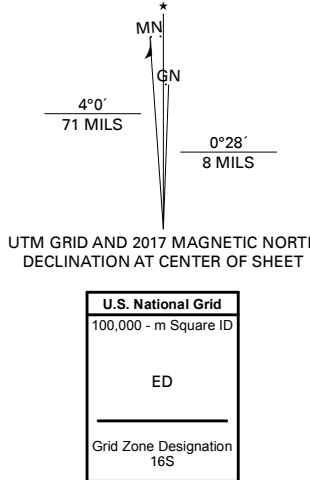 MN
GN
4°0´
71 MILS
0°28´
8 MILS
UTM GRID AND 2017 MAGNETIC NORTH
DECLINATION AT CENTER OF SHEET
U.S. National Grid
100,000 - m Square ID
ED
Grid Zone Designation
16S